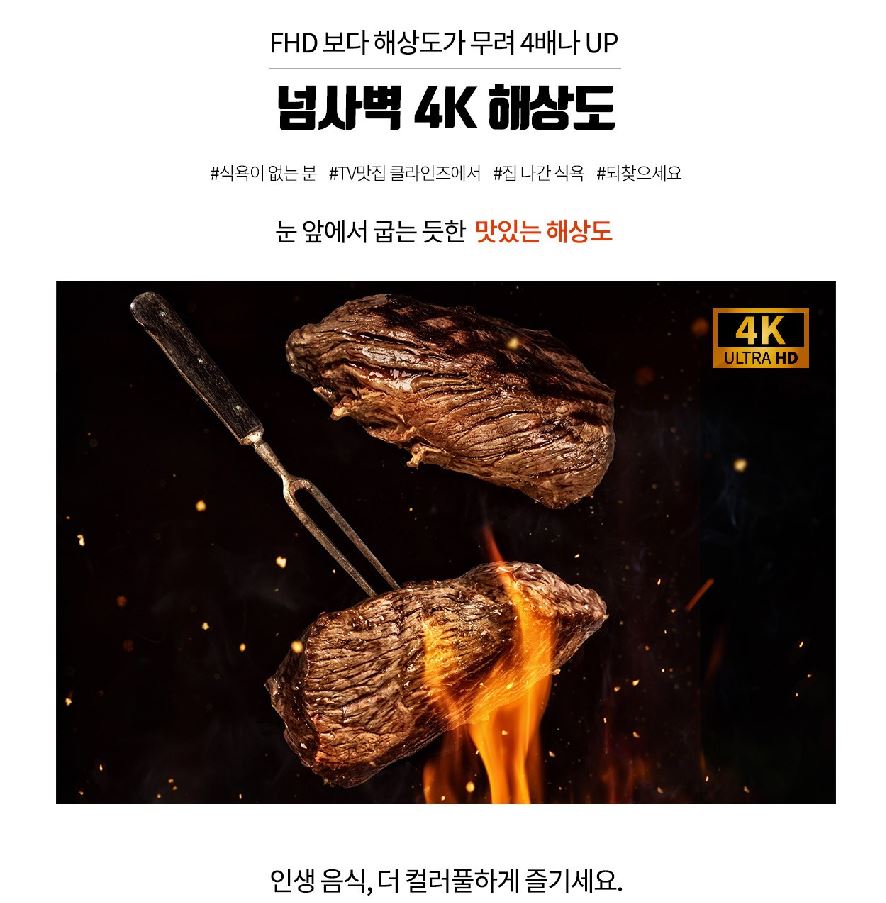 FHD 보다 해상도가 무려 4배나 UP
넘사벽 4K 해상도
#식욕이 없는 분 #TV맛집 클라인즈에서 #집 나간 식욕 #되찾으세요
눈 앞에서 굽는 듯한 맛있는 해상도
4K
ULTRA HD
인생 음식, 더 컬러풀하게 즐기세요.